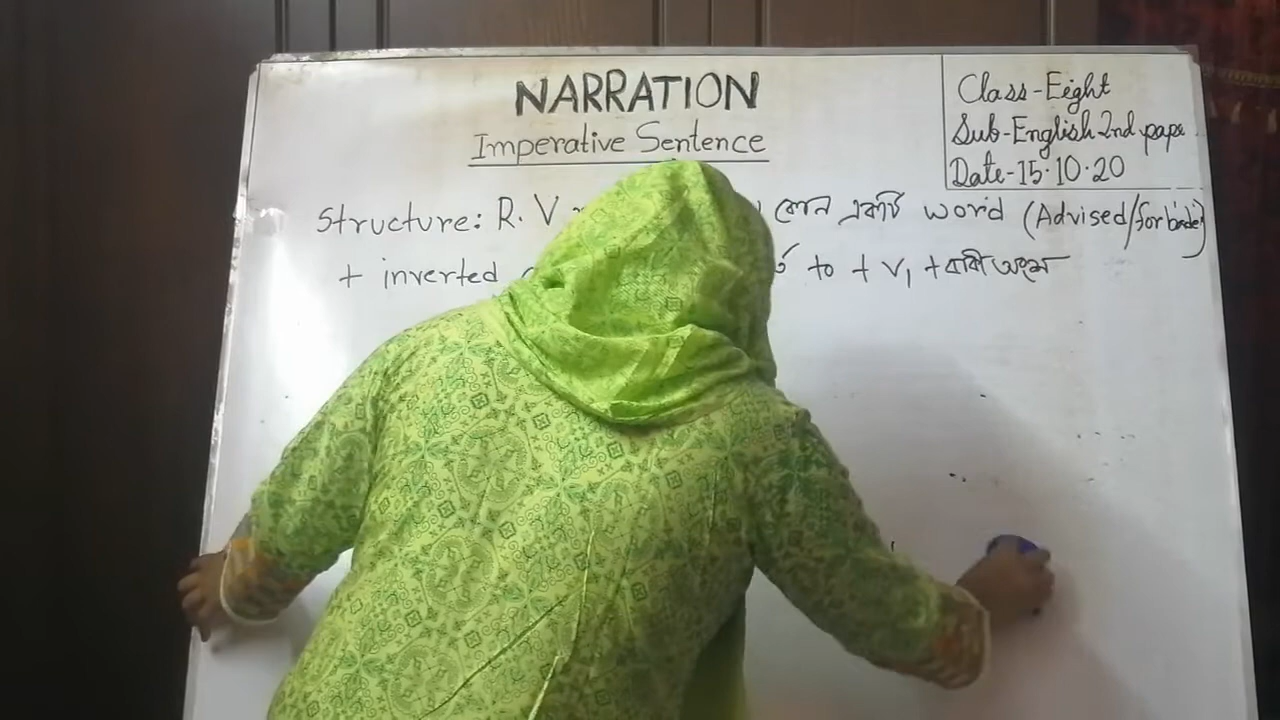 NARRATION
Imperative Sentence
Class-Eight
Sub-English 2nd pape
Date-15.10.20
Structure: R. V কোন একটি word (Advised/forbade)
+ inverted to + V₁ + বাকী অংশ